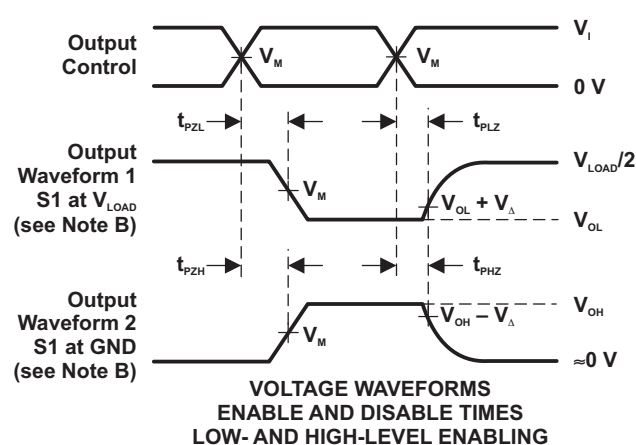 Output
Control
V_M
V_M
V_I
0 V
t_PZL
t_PLZ
Output
Waveform 1
S1 at V_LOAD
(see Note B)
V_M
V_LOAD/2
V_OL + V_Δ
V_OL
t_PZH
t_PHZ
Output
Waveform 2
S1 at GND
(see Note B)
V_M
V_OH
V_OH − V_Δ
≈0 V
VOLTAGE WAVEFORMS
ENABLE AND DISABLE TIMES
LOW- AND HIGH-LEVEL ENABLING